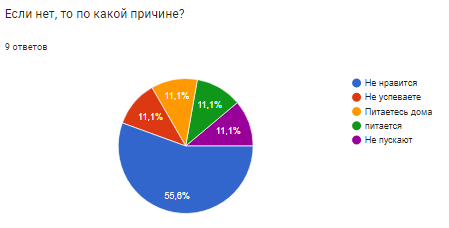 Если нет, то по какой причине?
9 ответов
11,1%
11,1%
11,1%
11,1%
55,6%
Не нравится
Не успеваете
Питаетесь дома
питается
Не пускают